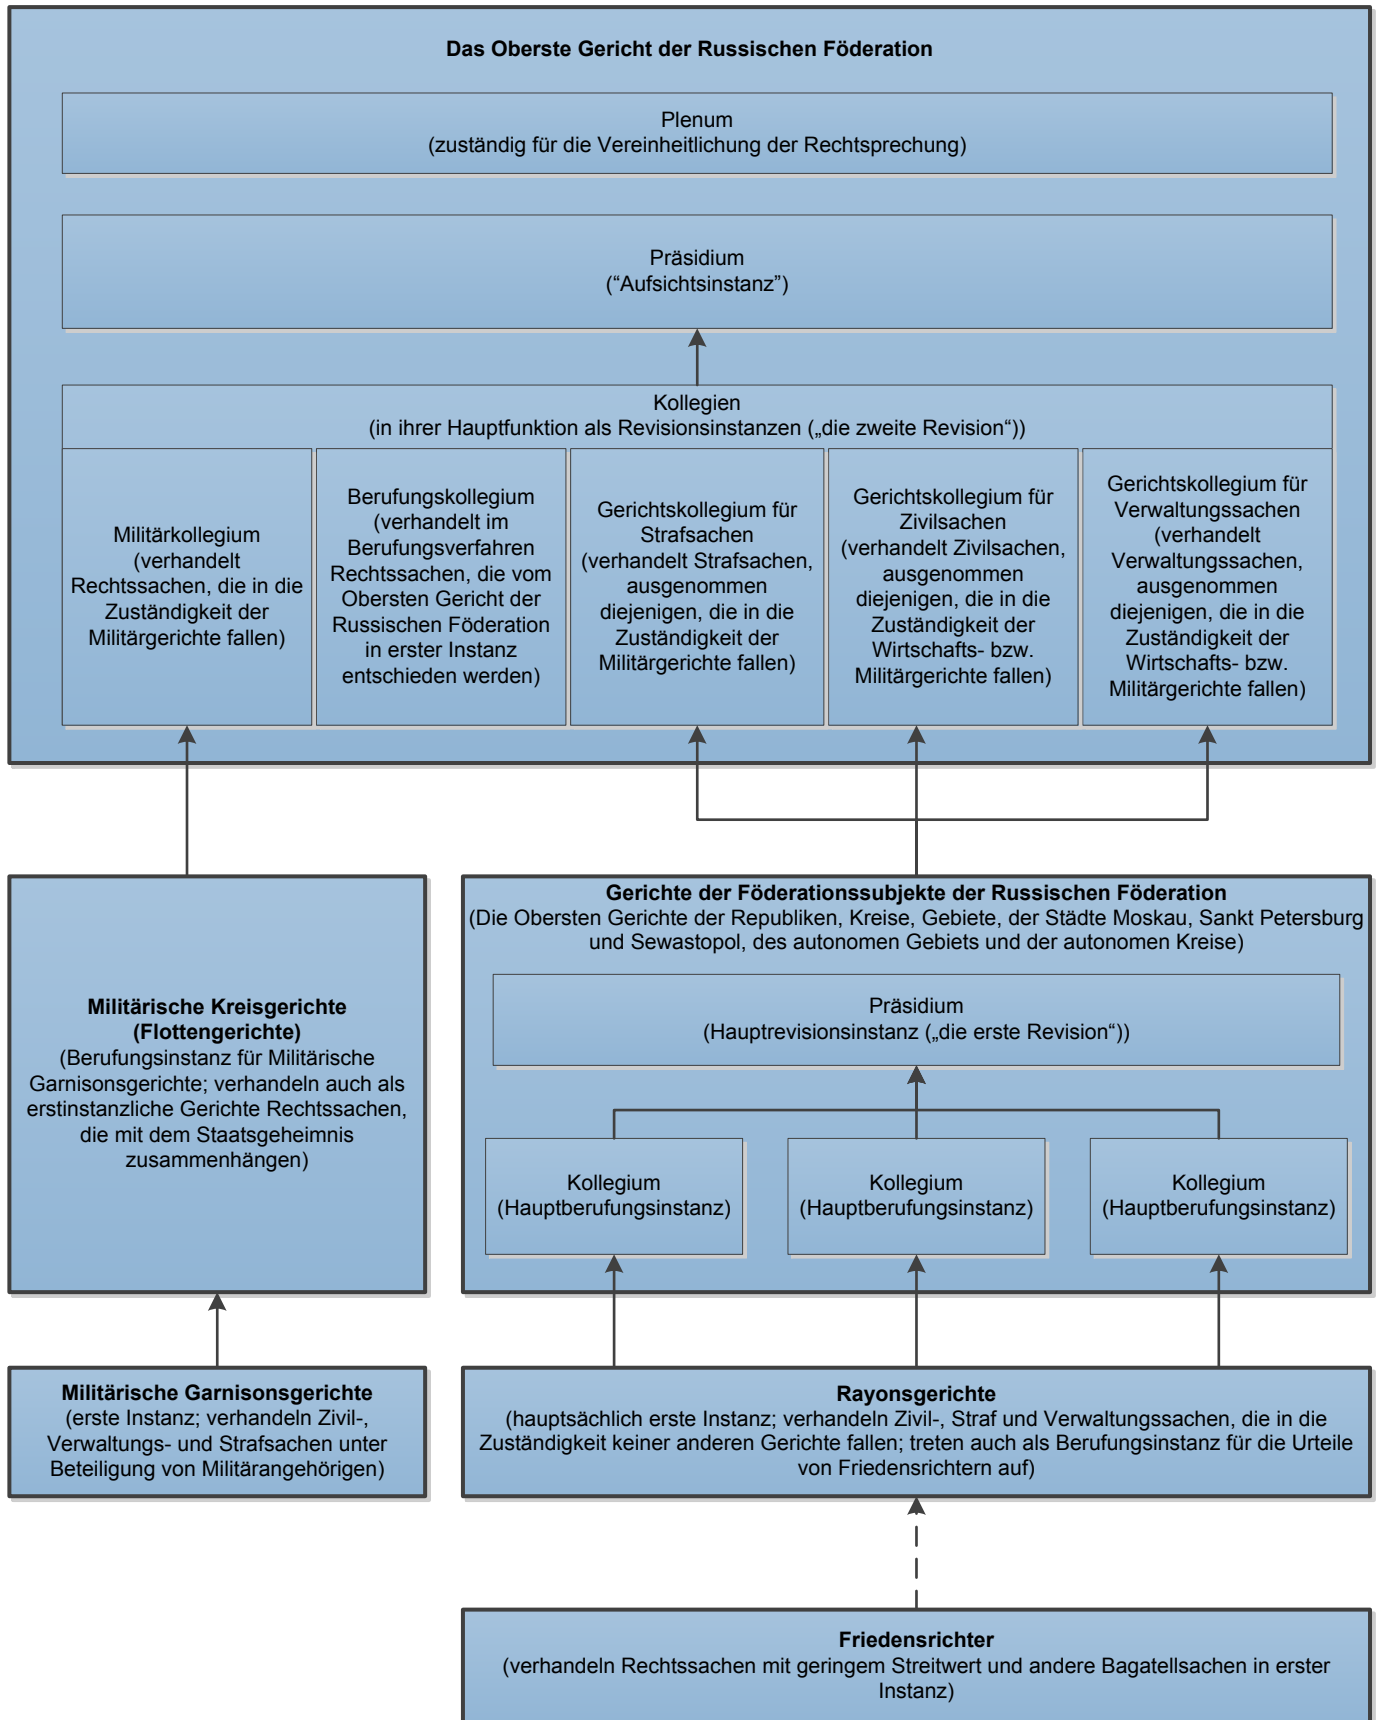 Das Oberste Gericht der Russischen Föderation
Plenum
(zuständig für die Vereinheitlichung der Rechtsprechung)
Präsidium
(“Aufsichtsinstanz”)
Kollegien
(in ihrer Hauptfunktion als Revisionsinstanzen („die zweite Revision“))
Militärkollegium
(verhandelt
Rechtssachen, die in die
Zuständigkeit der
Militärgerichte fallen)
Berufungskollegium
(verhandelt im
Berufungsverfahren
Rechtssachen, die vom
Obersten Gericht der
Russischen Föderation
in erster Instanz
entschieden werden)
Gerichtskollegium für
Strafsachen
(verhandelt Strafsachen,
ausgenommen
diejenigen, die in die
Zuständigkeit der
Militärgerichte fallen)
Gerichtskollegium für
Zivilsachen
(verhandelt Zivilsachen,
ausgenommen
diejenigen, die in die
Zuständigkeit der
Wirtschafts- bzw.
Militärgerichte fallen)
Gerichtskollegium für
Verwaltungssachen
(verhandelt
Verwaltungssachen,
ausgenommen
diejenigen, die in die
Zuständigkeit der
Wirtschafts- bzw.
Militärgerichte fallen)
Militärische Kreisgerichte
(Flottengerichte)
(Berufungsinstanz für Militärische
Garnisonsgerichte; verhandeln auch als
erstinstanzliche Gerichte Rechtssachen,
die mit dem Staatsgeheimnis
zusammenhängen)
Gerichte der Föderationssubjekte der Russischen Föderation
(Die Obersten Gerichte der Republiken, Kreise, Gebiete, der Städte Moskau, Sankt Petersburg
und Sewastopol, des autonomen Gebiets und der autonomen Kreise)
Präsidium
(Hauptrevisionsinstanz („die erste Revision“))
Kollegium
(Hauptberufungsinstanz)
Kollegium
(Hauptberufungsinstanz)
Kollegium
(Hauptberufungsinstanz)
Militärische Garnisonsgerichte
(erste Instanz; verhandeln Zivil-,
Verwaltungs- und Strafsachen unter
Beteiligung von Militärangehörigen)
Rayonsgerichte
(hauptsächlich erste Instanz; verhandeln Zivil-, Straf und Verwaltungssachen, die in die
Zuständigkeit keiner anderen Gerichte fallen; treten auch als Berufungsinstanz für die Urteile
von Friedensrichtern auf)
Friedensrichter
(verhandeln Rechtssachen mit geringem Streitwert und andere Bagatellsachen in erster
Instanz)